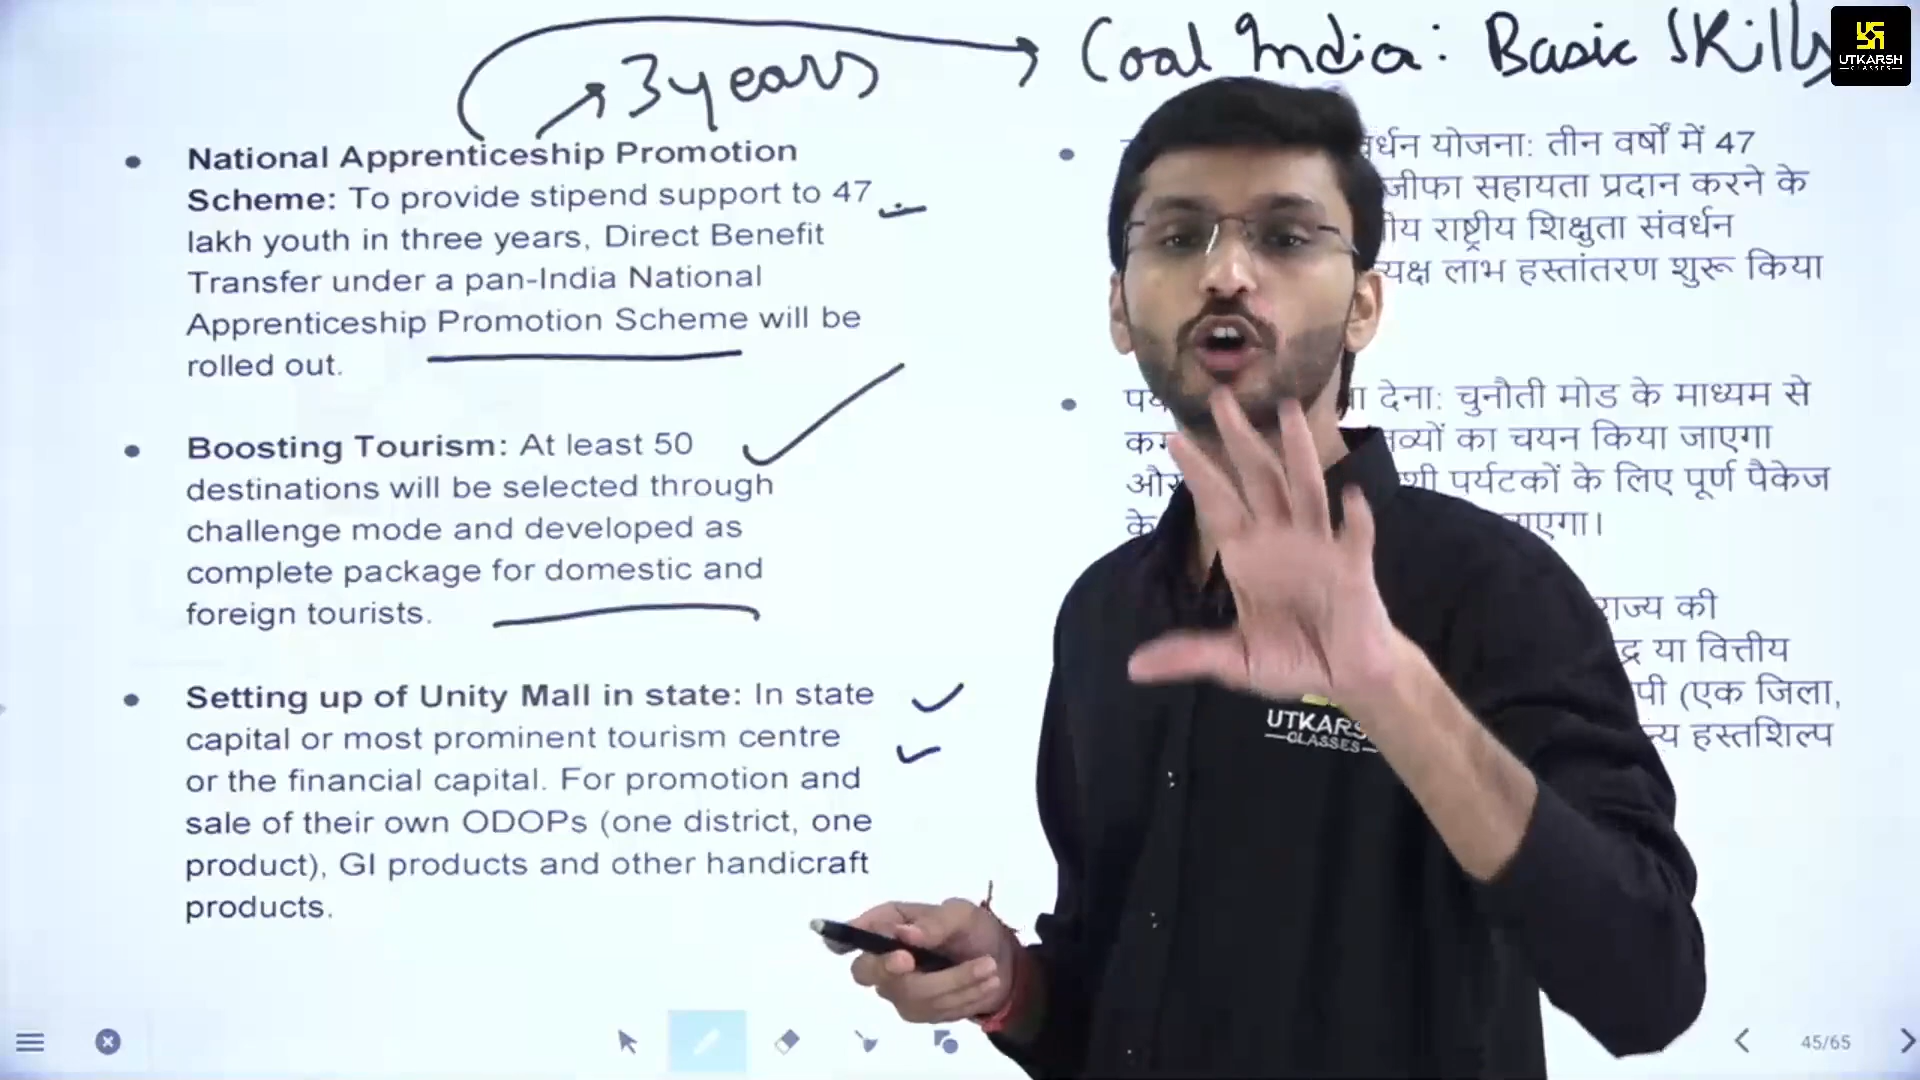 3 years
Coal India: Basic Skills
UTKARSH
CLASSES
National Apprenticeship Promotion
Scheme: To provide stipend support to 47
lakh youth in three years, Direct Benefit
Transfer under a pan-India National
Apprenticeship Promotion Scheme will be
rolled out.
Boosting Tourism: At least 50
destinations will be selected through
challenge mode and developed as
complete package for domestic and
foreign tourists.
Setting up of Unity Mall in state: In state
capital or most prominent tourism centre
or the financial capital. For promotion and
sale of their own ODOPs (one district, one
product), GI products and other handicraft
products.
योजना: तीन वर्षों में 47
सहायता प्रदान करने के
राष्ट्रीय शिक्षुता संवर्धन
लाभ हस्तांतरण शुरू किया
देना: चुनौती मोड के माध्यम से
का चयन किया जाएगा
पर्यटकों के लिए पूर्ण पैकेज
के
राज्य की
या वित्तीय
(एक जिला,
हस्तशिल्प
UTKARS
CLASSES
45/65